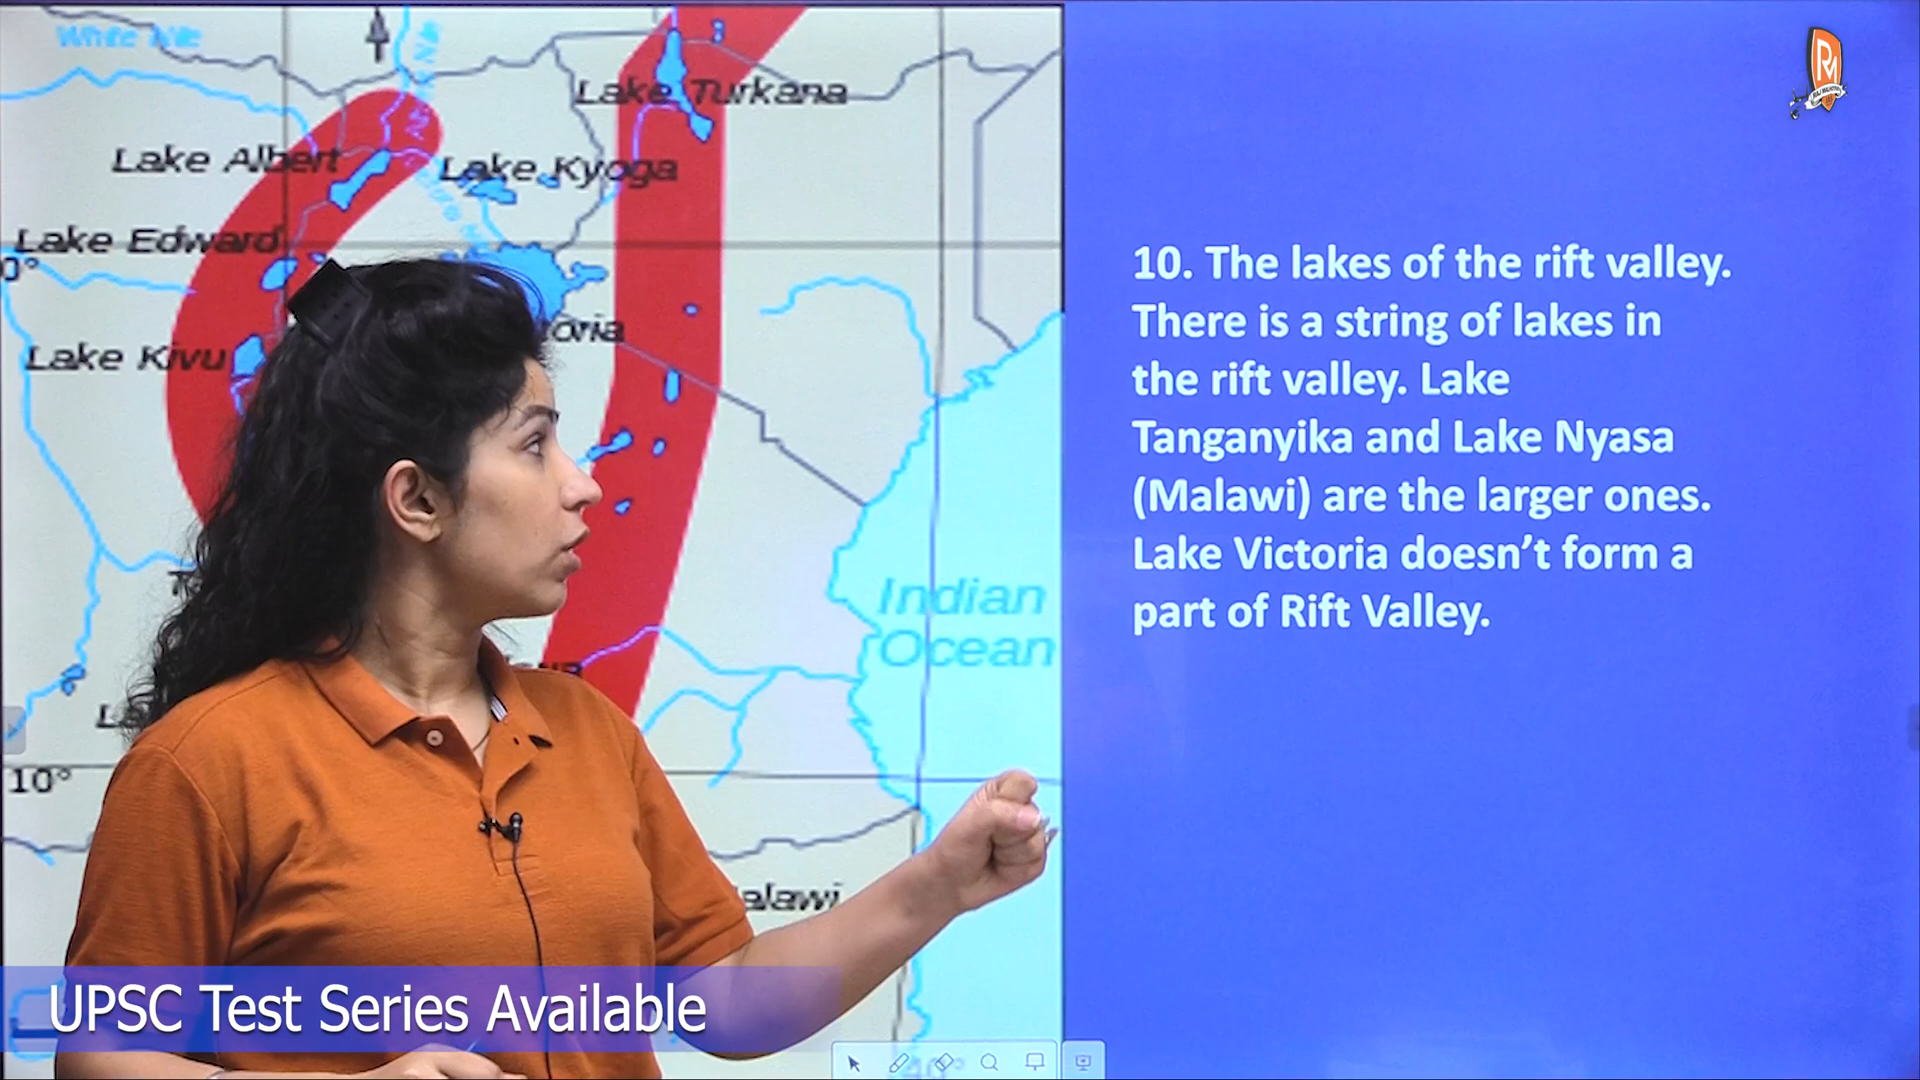 White Nile
Lake Turkana
Lake Albert
Lake Kyoga
Lake Edward
0°
Lake Kivu
Indian
Ocean
10°
10. The lakes of the rift valley.
There is a string of lakes in
the rift valley. Lake
Tanganyika and Lake Nyasa
(Malawi) are the larger ones.
Lake Victoria doesn’t form a
part of Rift Valley.
UPSC Test Series Available